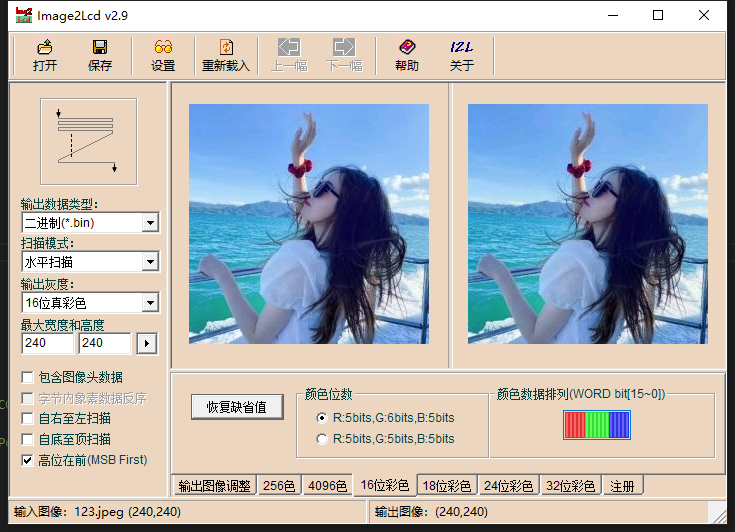 Image2Lcd v2.9
打开 保存 设置 重新载入 上一幅 下一幅 帮助 关于
输出数据类型:
二进制(*.bin)
扫描模式:
水平扫描
输出灰度:
16位真彩色
最大宽度和高度
240 240
包含图像头数据
字节内象素数据反序
自右至左扫描
自底至顶扫描
高位在前(MSB First)
恢复缺省值
颜色位数
R:5bits,G:6bits,B:5bits
R:5bits,G:5bits,B:5bits
颜色数据排列(WORD bit[15~0])
输出图像调整 256色 4096色 16位彩色 18位彩色 24位彩色 32位彩色 注册
输入图像: 123.jpeg (240,240)
输出图像: (240,240)